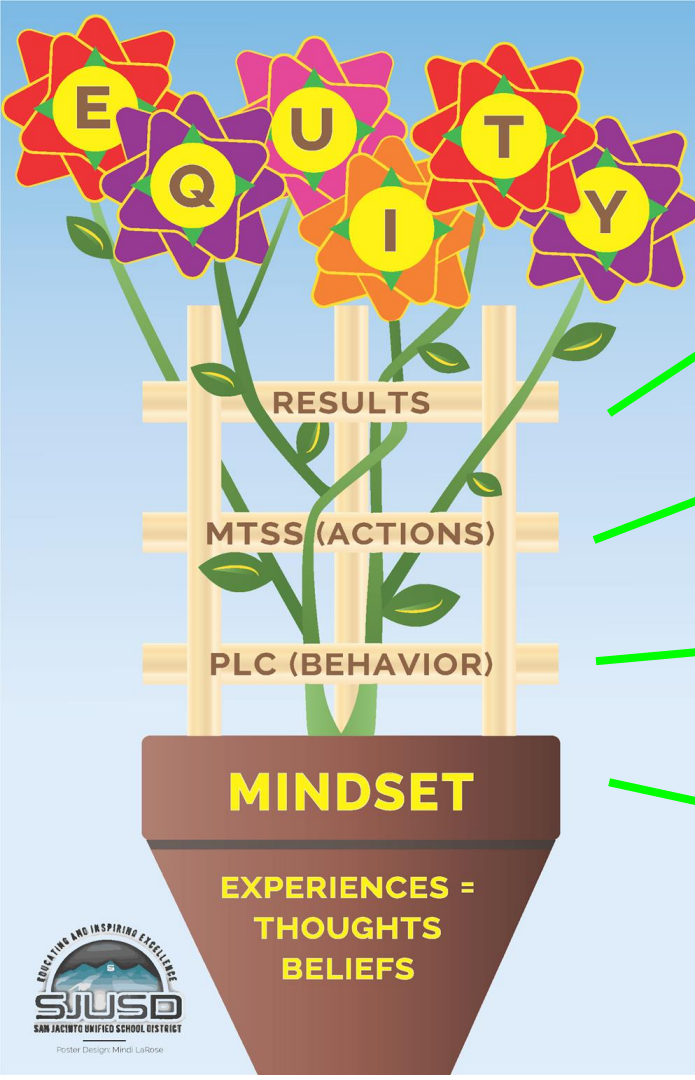 EQUITY
RESULTS
MTSS (ACTIONS)
PLC (BEHAVIOR)
MINDSET
EXPERIENCES =
THOUGHTS
BELIEFS
EDUCATING AND INSPIRING EXCELLENCE
SJUSD
SAN JACINTO UNIFIED SCHOOL DISTRICT
Poster Design: Mindi LaRose